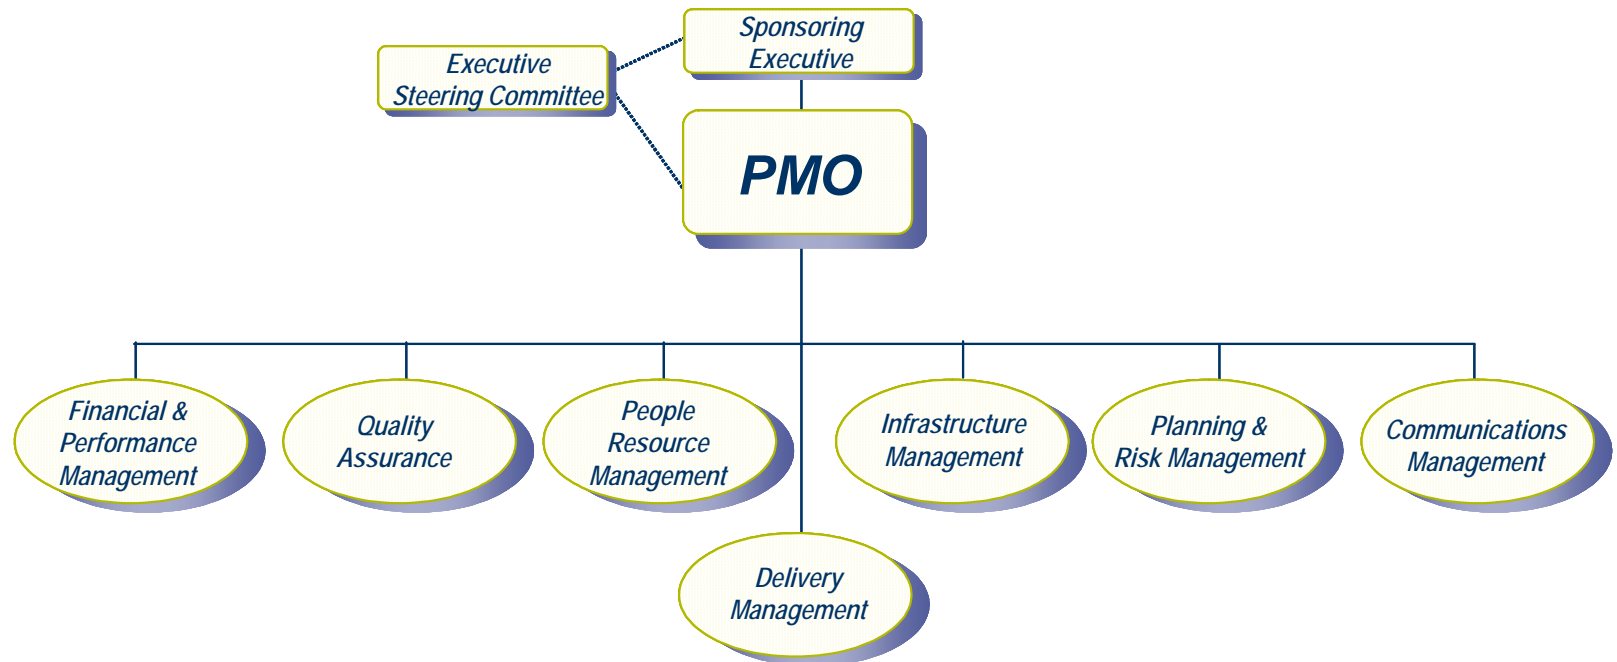 Sponsoring
Executive
Executive
Steering Committee
PMO
Financial &
Performance
Management
Quality
Assurance
People
Resource
Management
Infrastructure
Management
Planning &
Risk Management
Communications
Management
Delivery
Management